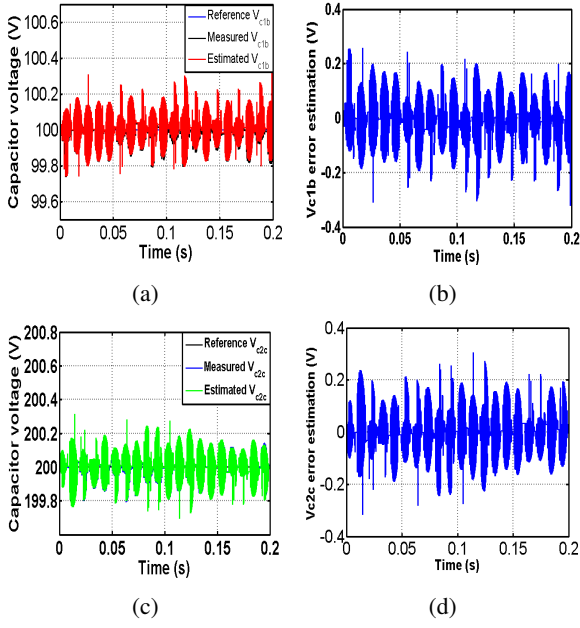 Capacitor voltage (V)
100.6
100.4
100.2
100
99.8
99.6
Reference V_c1b
Measured V_c1b
Estimated V_c1b
0 0.05 0.1 0.15 0.2
Time (s)
(a)
Vc1b error estimation (V)
0.4
0.2
0
-0.2
-0.4
0 0.05 0.1 0.15 0.2
Time (s)
(b)
Capacitor voltage (V)
200.8
200.6
200.4
200.2
200
199.8
Reference V_c2c
Measured V_c2c
Estimated V_c2c
0 0.05 0.1 0.15 0.2
Time (s)
(c)
Vc2c error estimation (V)
0.4
0.2
0
-0.2
-0.4
0 0.05 0.1 0.15 0.2
Time (s)
(d)